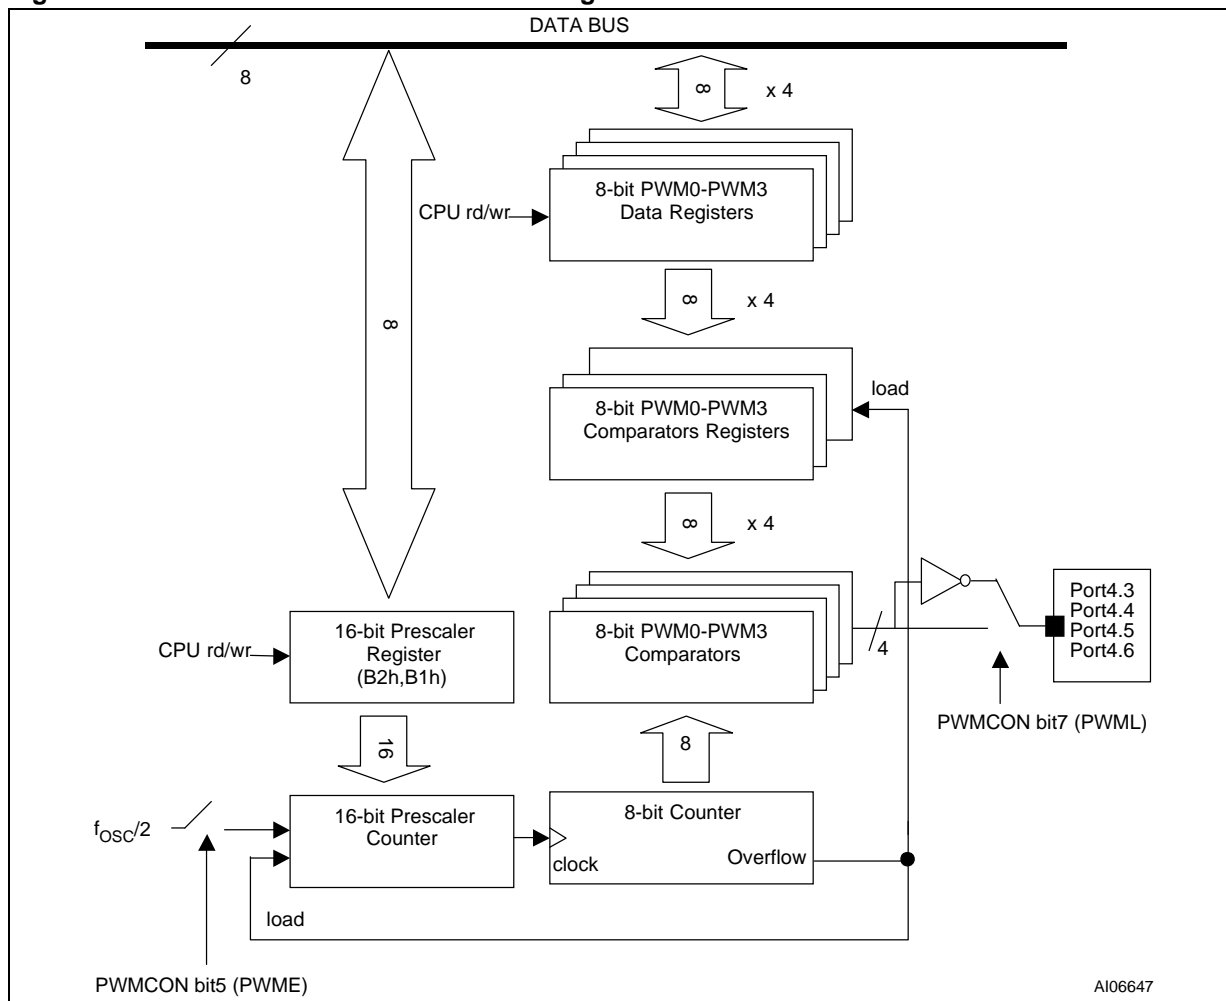 DATA BUS
8
8
x 4
8-bit PWM0-PWM3
Data Registers
CPU rd/wr
8
x 4
8
8-bit PWM0-PWM3
Comparators Registers
load
8
x 4
8-bit PWM0-PWM3
Comparators
4
Port4.3
Port4.4
Port4.5
Port4.6
16-bit Prescaler
Register
(B2h,B1h)
CPU rd/wr
PWMCON bit7 (PWML)
16
8
fOSC/2
16-bit Prescaler
Counter
8-bit Counter
Overflow
clock
load
PWMCON bit5 (PWME)
AI06647